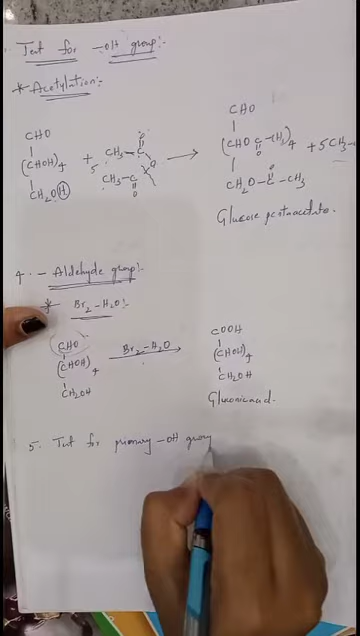 Test for -OH group:-
* Acetylation:-
CHO
(CHOH)4
CH2OH
+
5
CH3-C
O
O
CH3-C
O
→
CHO
(CHO C-CH3)4
O
CH2O-C-CH3
O
+ 5CH3-
Glucose pentaacetate.
4. - Aldehyde group:-
* Br2-H2O:-
CHO
(CHOH)4
CH2OH
Br2-H2O
COOH
(CHOH)4
CH2OH
Gluconic acid.
5. Test for primary -OH group